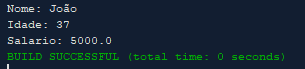 Nome: João
Idade: 37
Salario: 5000.0
BUILD SUCCESSFUL (total time: 0 seconds)